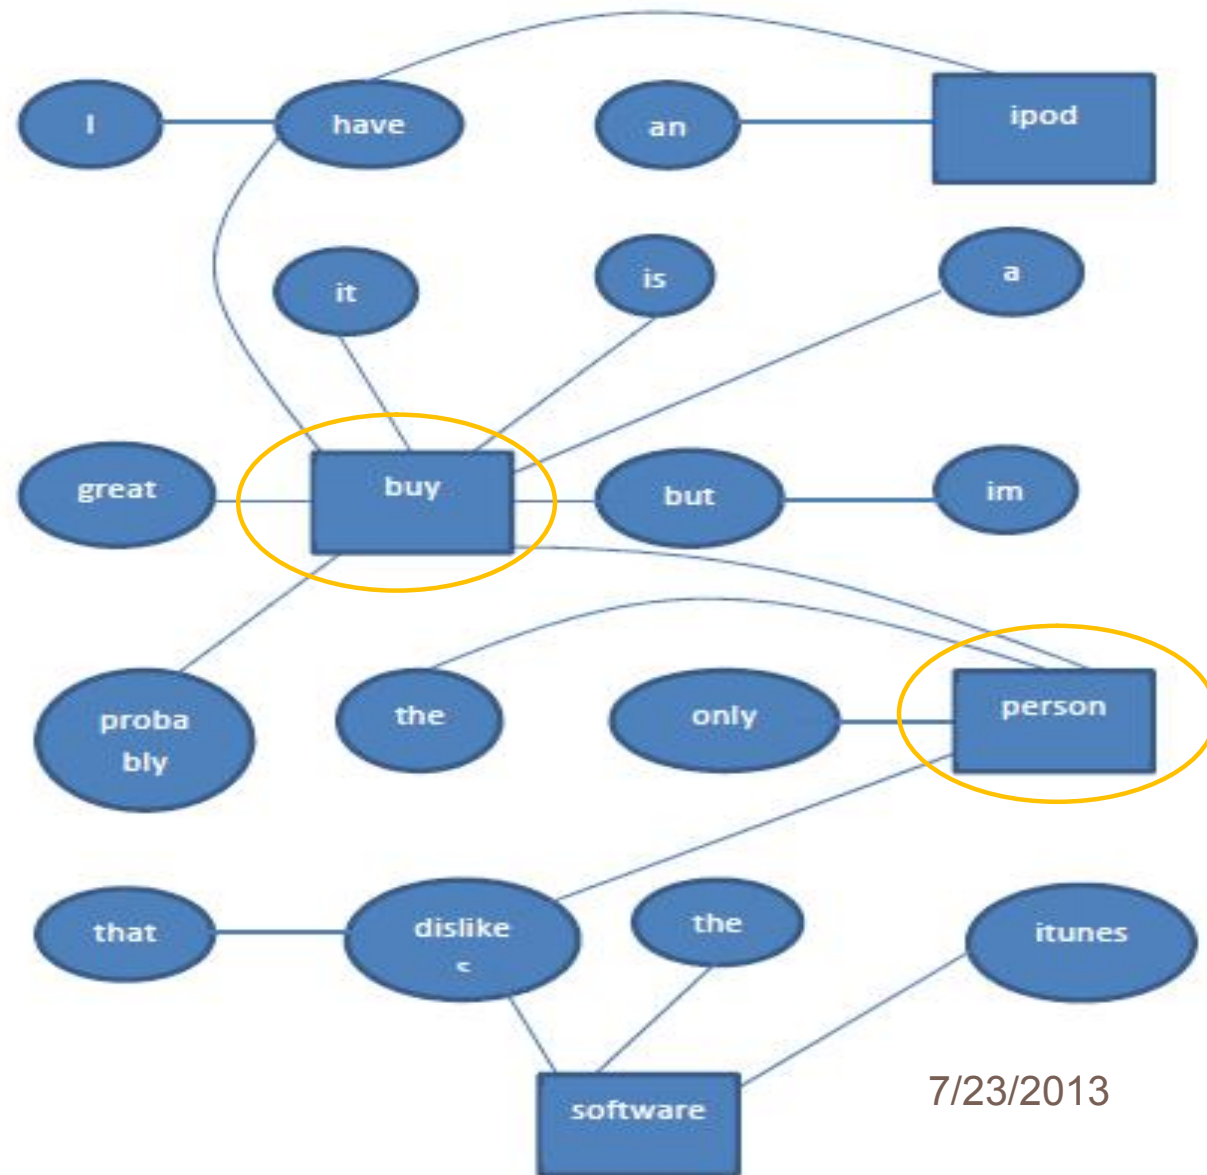 I have an ipod
it is a
great buy but im
proba
bly
the only person
that dislike
the itunes
software
7/23/2013